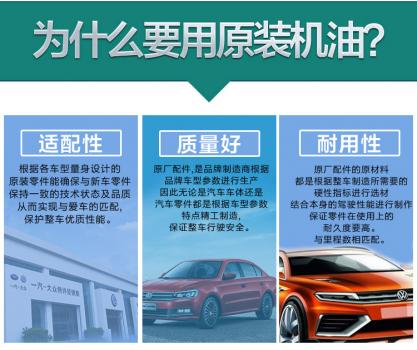 为什么要用原装机油?
适配性
根据各车型量身设计的
原装零件能确保与新车零件
保持一致的技术状态及品质
从而实现与爱车的匹配,
保护整车优质性能。
质量好
原厂配件,是品牌制造商根据
品牌车型参数进行生产
因此无论是汽车车体还是
汽车零件都是根据车型参数
特点精工制造,
保证整车行驶安全。
耐用性
原厂配件的原材料
都是根据整车制造所需要的
硬性指标进行选材
结合本身的驾驶性能进行制作
保证零件在使用上的
耐久度要高。
与里程数相匹配。
一汽-大众特许经销商